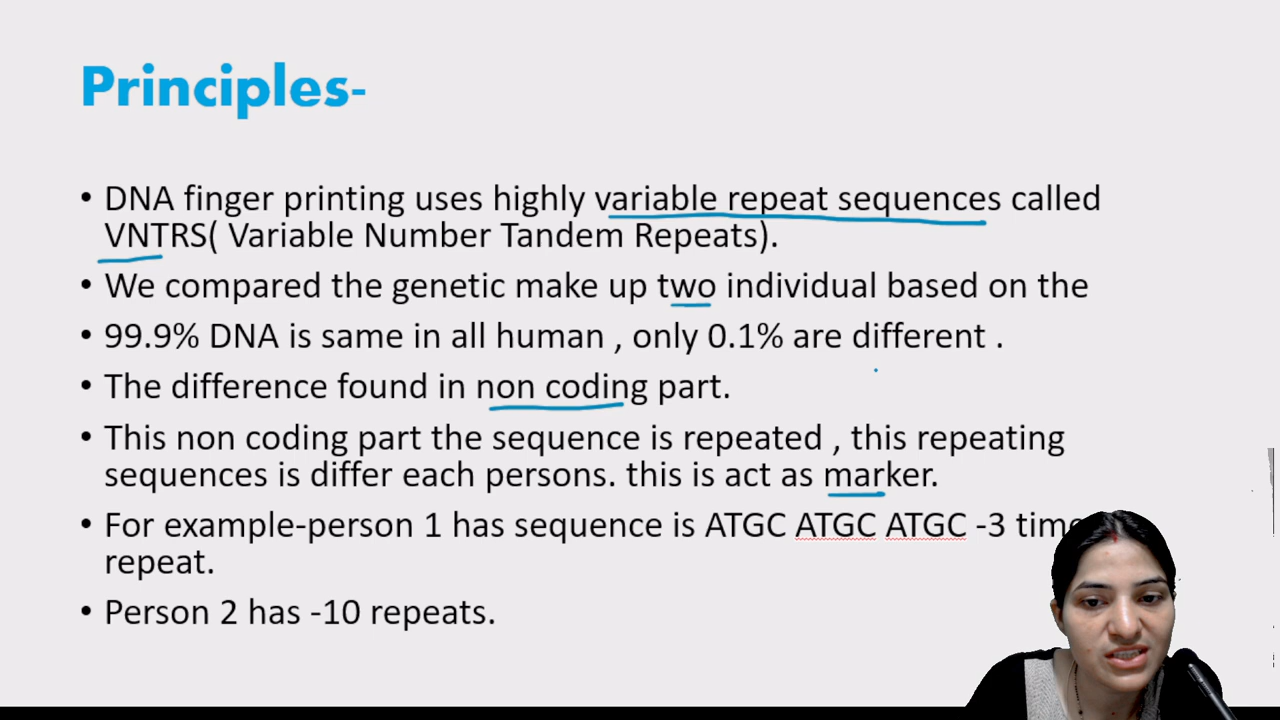 Principles-
• DNA finger printing uses highly variable repeat sequences called
VNTRS( Variable Number Tandem Repeats).
• We compared the genetic make up two individual based on the
• 99.9% DNA is same in all human , only 0.1% are different .
• The difference found in non coding part.
• This non coding part the sequence is repeated , this repeating
sequences is differ each persons. this is act as marker.
• For example-person 1 has sequence is ATGC ATGC ATGC -3
repeat.
• Person 2 has -10 repeats.